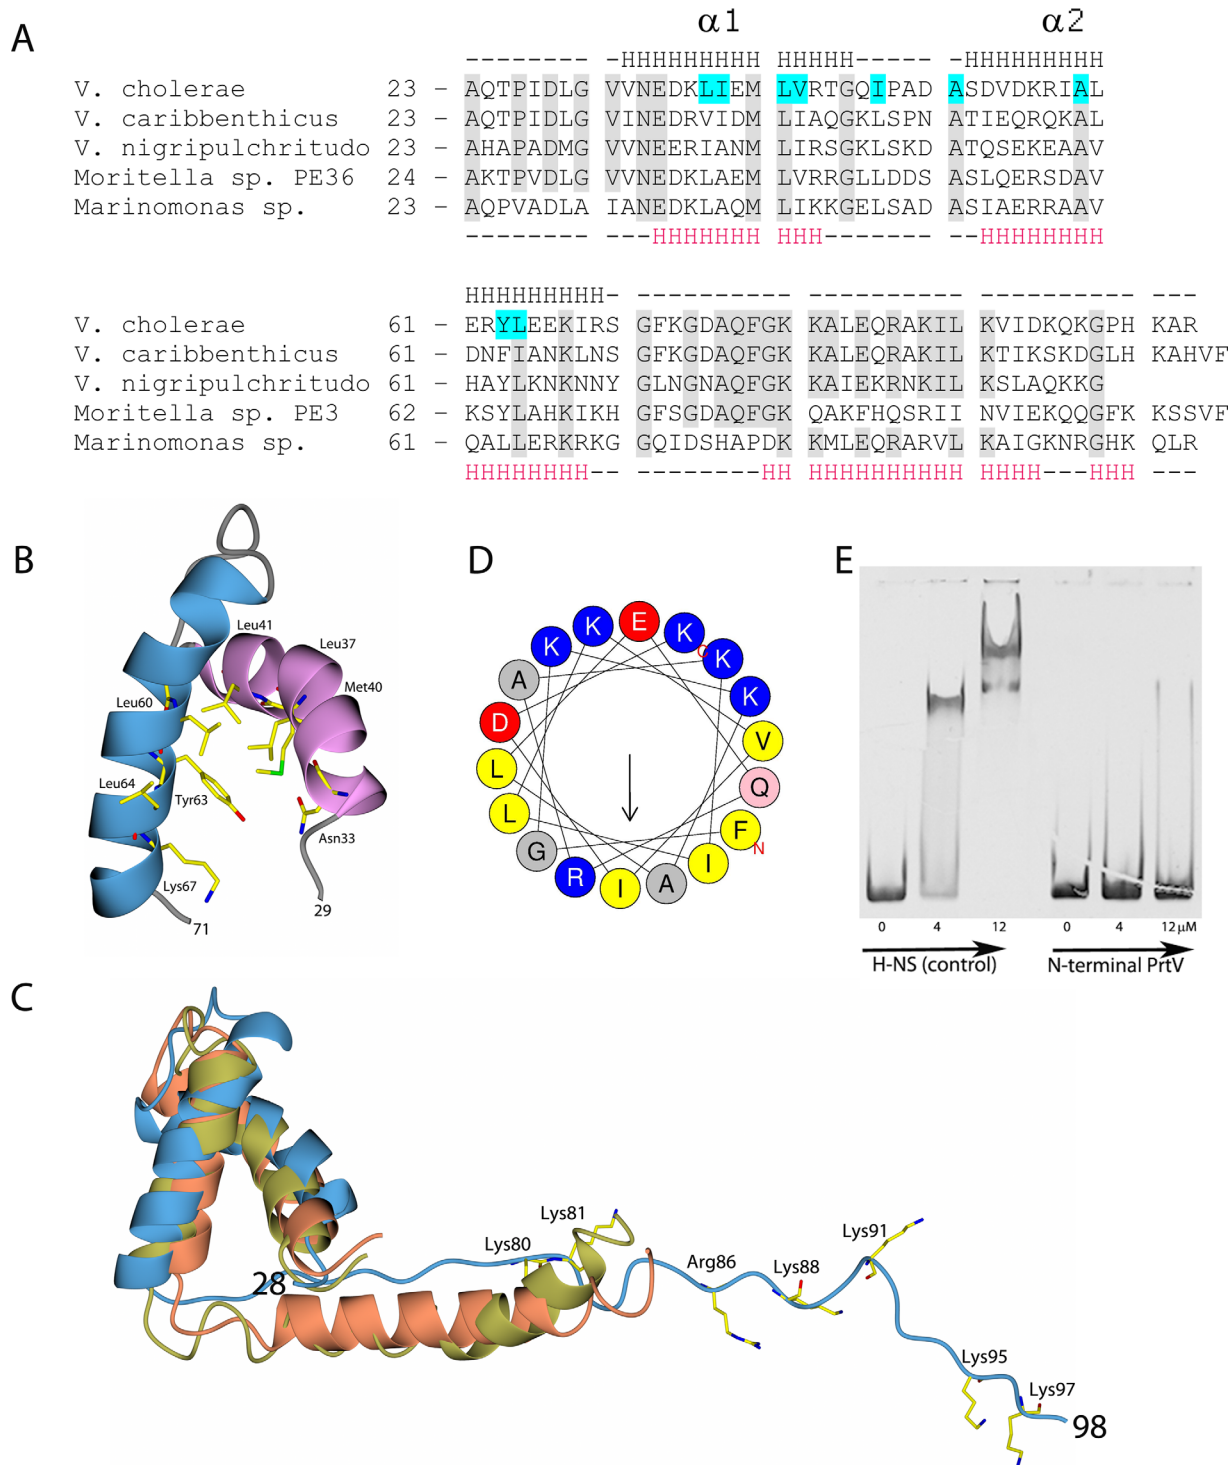 A
α1 α2
-------- -HHHHHHHHH HHHHH----- -HHHHHHHHH
V. cholerae 23 – AQTPIDLG VVNEDKLIEM LVRTGQIPAD ASDVDKRIAL
V. caribbenthicus 23 – AQTPIDLG VINEDRVIDM LIAQGKLSPN ATIEQRQKAL
V. nigripulchritudo 23 – AHAPADMG VVNEERIANM LIRSGKLSKD ATQSEKEAAV
Moritella sp. PE36 24 – AKTPVDLG VVNEDKLAEM LVRRGLLDDS ASLQERSDAV
Marinomonas sp. 23 – AQPVADLA IANEDKLAQM LIKKGELSAD ASIAERRAAV
-------- ---HHHHHHH HHH------- --HHHHHHHH
HHHHHHHHH- ---------- ---------- ---------- ---
V. cholerae 61 – ERYLEEKIRS GFKGDAQFGK KALEQRAKIL KVIDKQKGPH KAR
V. caribbenthicus 61 – DNFIANKLNS GFKGDAQFGK KALEQRAKIL KTIKSKDGLH KAHVF
V. nigripulchritudo 61 – HAYLKNKNNY GLNGNAQFGK KAIEKRNKIL KSLAQKKG
Moritella sp. PE3 62 – KSYLAHKIKH GFSGDAQFGK QAKFHQSRII NVIEKQQGFK KSSVF
Marinomonas sp. 61 – QALLERKRKG GQIDSHAPDK KMLEQRARVL KAIGKNRGHK QLR
HHHHHHHH-- --------HH HHHHHHHHHH HHHH---HHH ---
B
Leu41
Leu37
Met40
Leu60
Leu64
Tyr63
Asn33
Lys67
29
71
D
K K E K K K
C
A
D
L
L
G
R
I
A
I
F
N
Q
V
E
0 4 12 0 4 12 µM
H-NS (control) N-terminal PrtV
C
Lys81
Lys80
Lys91
Arg86
Lys88
28
Lys95
Lys97
98